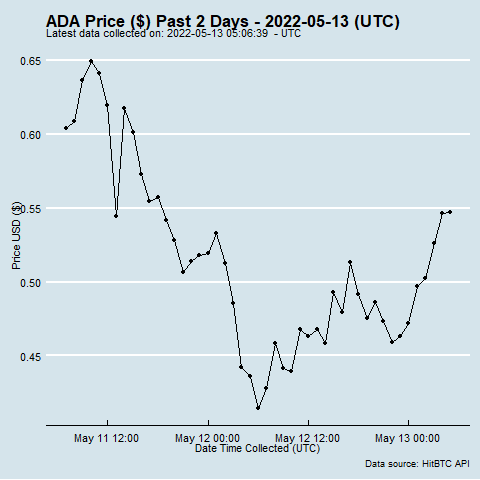 ADA Price ($) Past 2 Days - 2022-05-13 (UTC)
Latest data collected on: 2022-05-13 05:06:39 - UTC
0.65
0.60
0.55
0.50
0.45
Price USD ($)
May 11 12:00
May 12 00:00
May 12 12:00
May 13 00:00
Date Time Collected (UTC)
Data source: HitBTC API